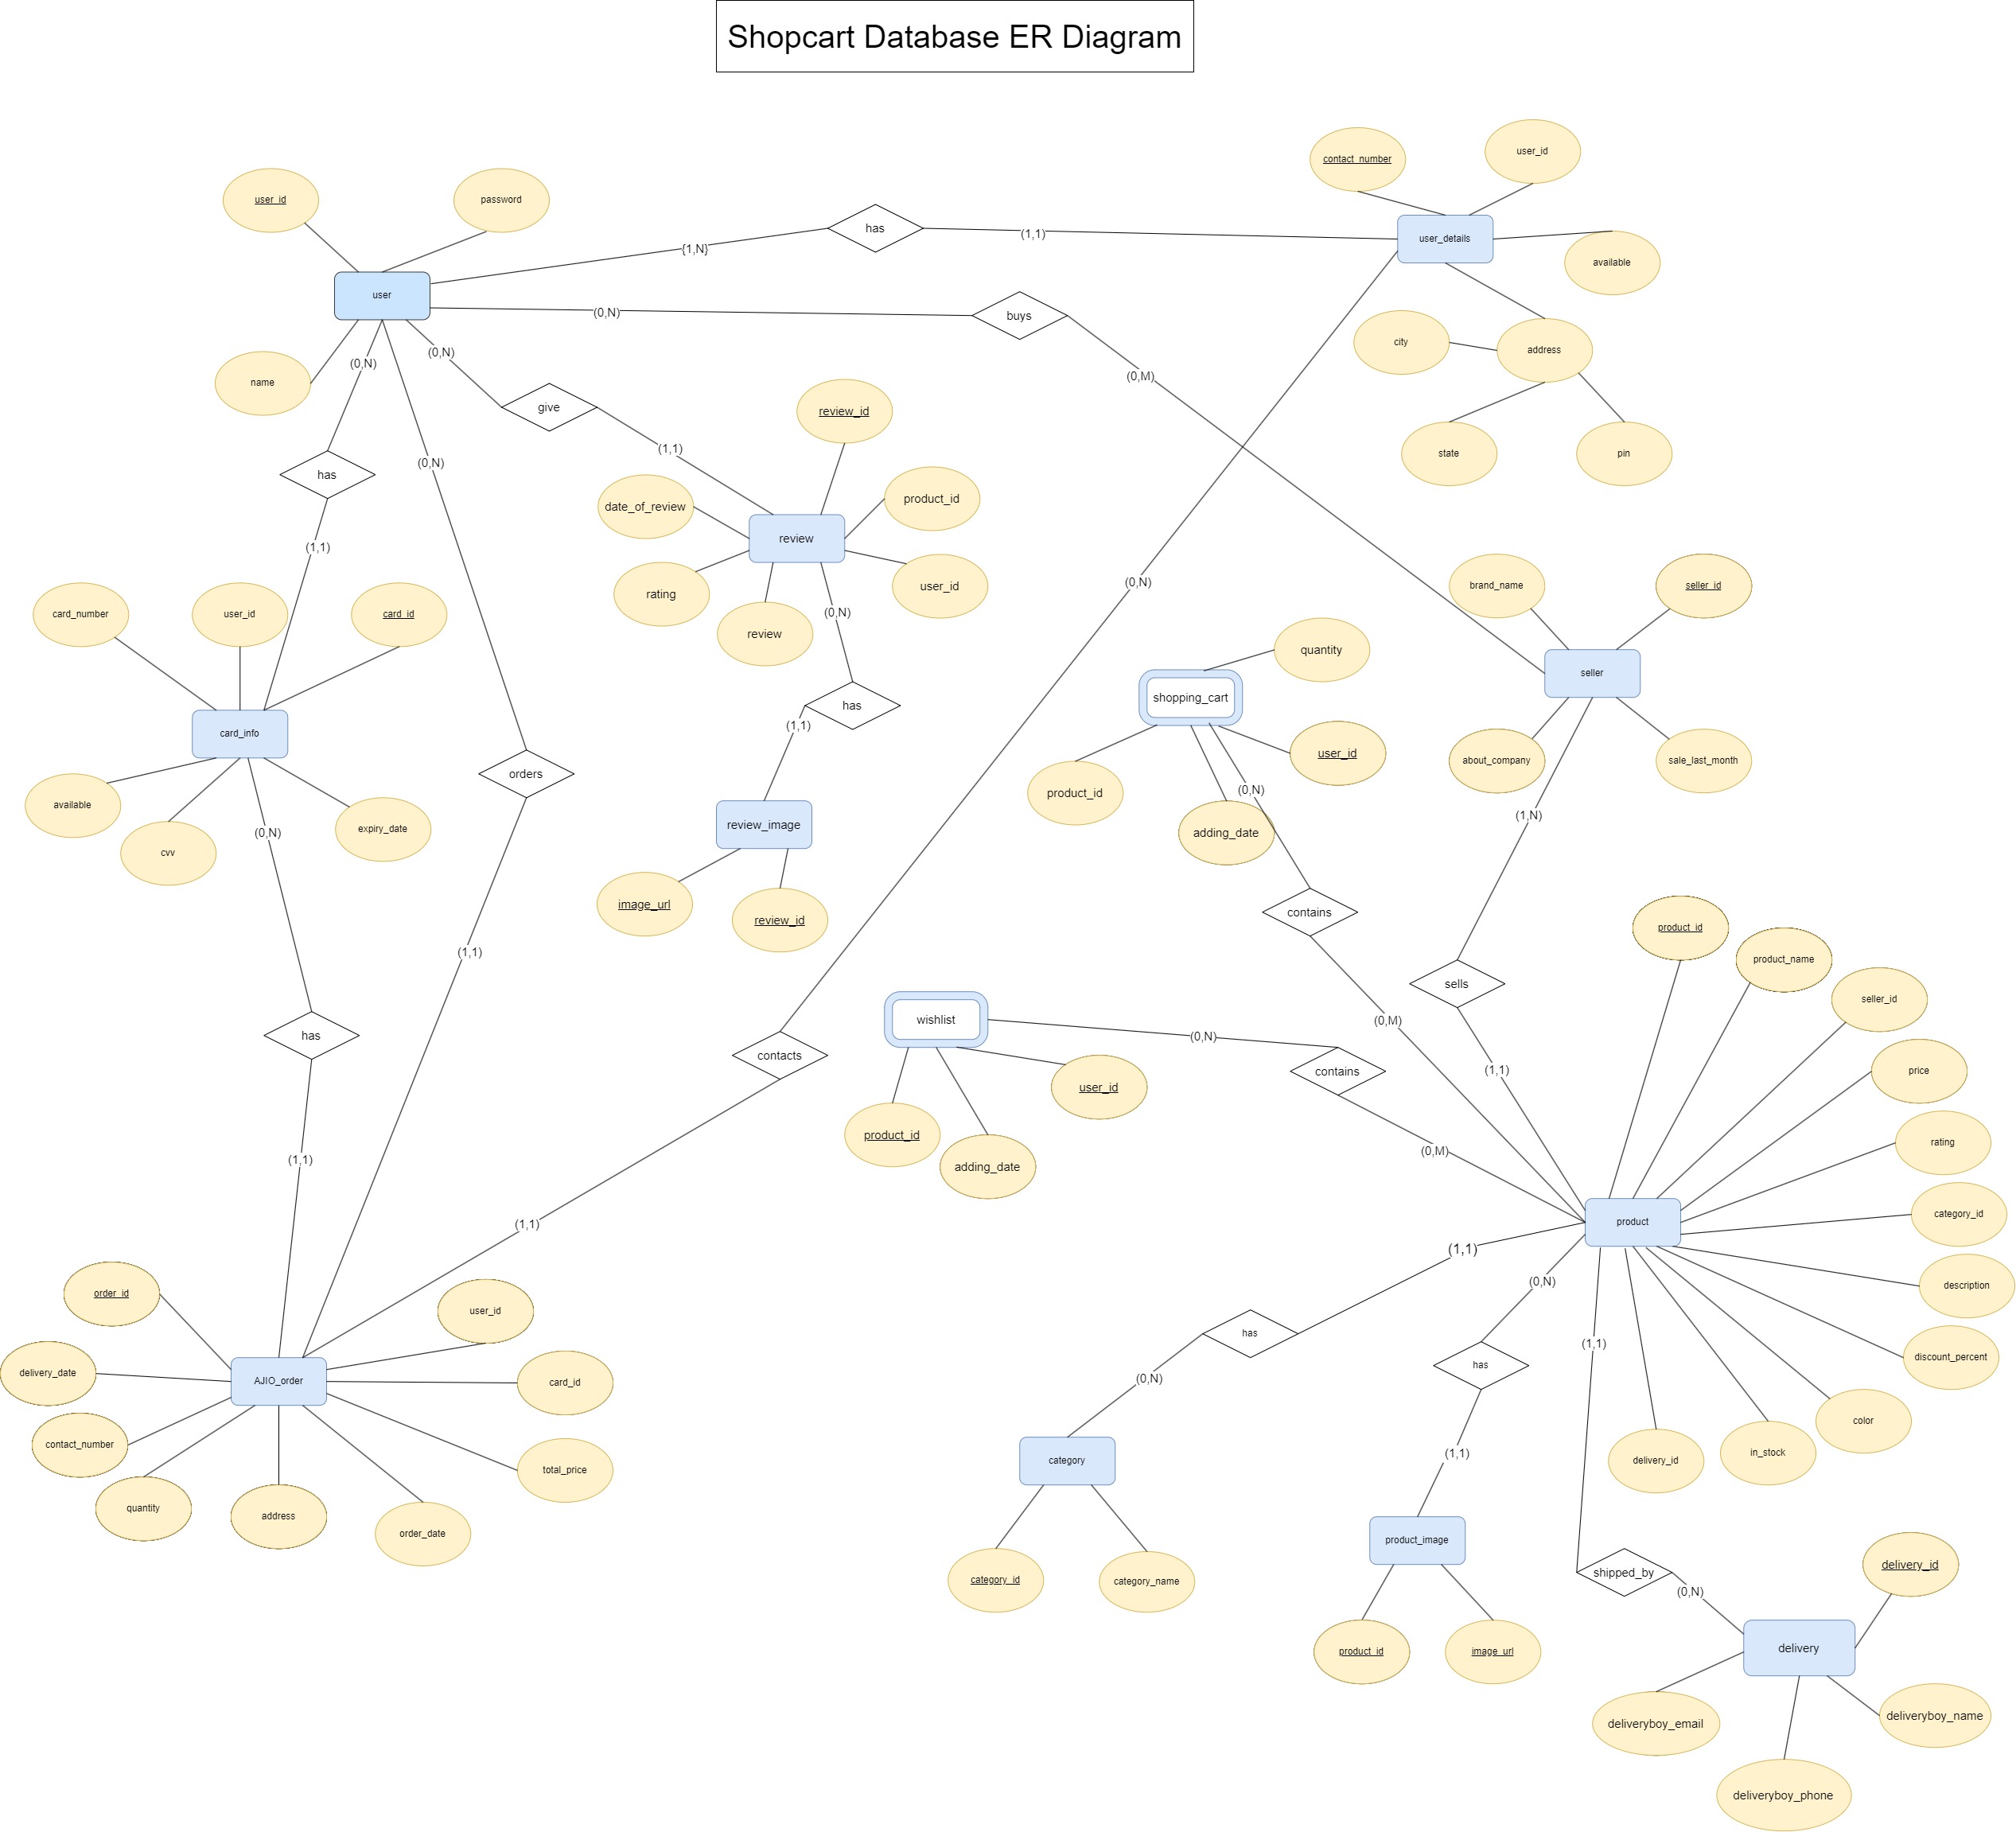 Shopcart Database ER Diagram
contact_number
user_id
user_id
password
has
{1,N}
(1,1)
user_details
available
user
(0,N)
buys
city
address
(0,N)
(0,N)
name
(0,M)
state
pin
give
review_id
(1,1)
has
(0,N)
product_id
date_of_review
review
(1,1)
rating
user_id
(0,N)
brand_name
seller_id
card_number
user_id
card_id
(0,N)
review
quantity
seller
shopping_cart
has
(1,1)
card_info
product_id
user_id
about_company
sale_last_month
orders
(0,N)
available
cvv
expiry_date
(0,N)
review_image
adding_date
(1,N)
image_url
review_id
contains
product_id
product_name
(1,1)
sells
seller_id
wishlist
(0,N)
(0,M)
has
contacts
contains
(1,1)
price
user_id
product_id
adding_date
(0,M)
rating
(1,1)
(1,1)
product
category_id
(1,1)
(0,N)
description
order_id
user_id
has
has
(1,1)
discount_percent
delivery_date
AJIO_order
card_id
(0,N)
color
contact_number
total_price
category
(1,1)
delivery_id
in_stock
quantity
address
order_date
product_image
category_id
category_name
shipped_by
(0,N)
delivery_id
product_id
image_url
delivery
deliveryboy_email
deliveryboy_name
deliveryboy_phone